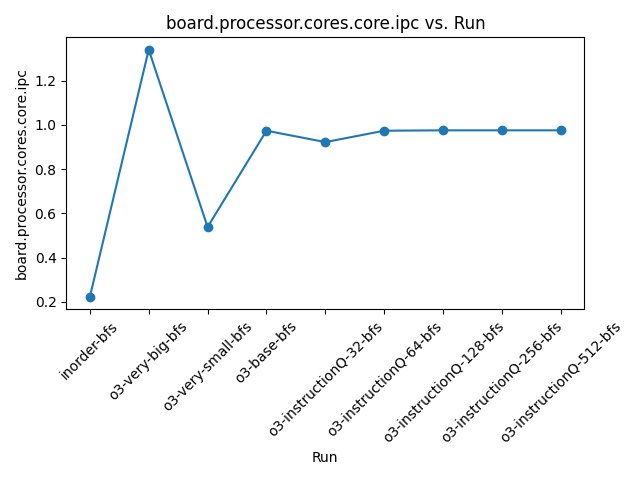 board.processor.cores.core.ipc vs. Run
board.processor.cores.core.ipc
1.2
1.0
0.8
0.6
0.4
0.2
inorder-bfs
o3-very-big-bfs
o3-very-small-bfs
o3-base-bfs
o3-instructionQ-32-bfs
o3-instructionQ-64-bfs
o3-instructionQ-128-bfs
o3-instructionQ-256-bfs
o3-instructionQ-512-bfs
Run